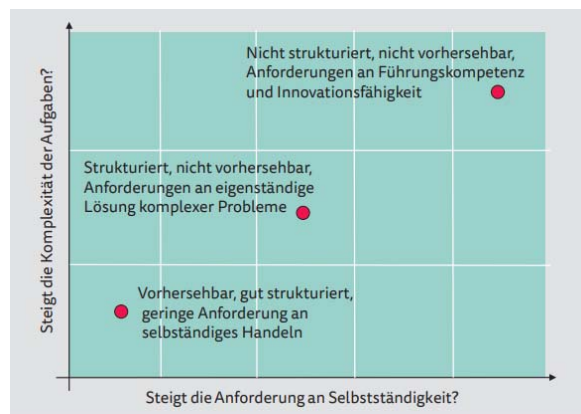 Steigt die Komplexität der Aufgaben?
Nicht strukturiert, nicht vorhersehbar,
Anforderungen an Führungskompetenz
und Innovationsfähigkeit
Strukturiert, nicht vorhersehbar,
Anforderungen an eigenständige
Lösung komplexer Probleme
Vorhersehbar, gut strukturiert,
geringe Anforderung an
selbständiges Handeln
Steigt die Anforderung an Selbstständigkeit?